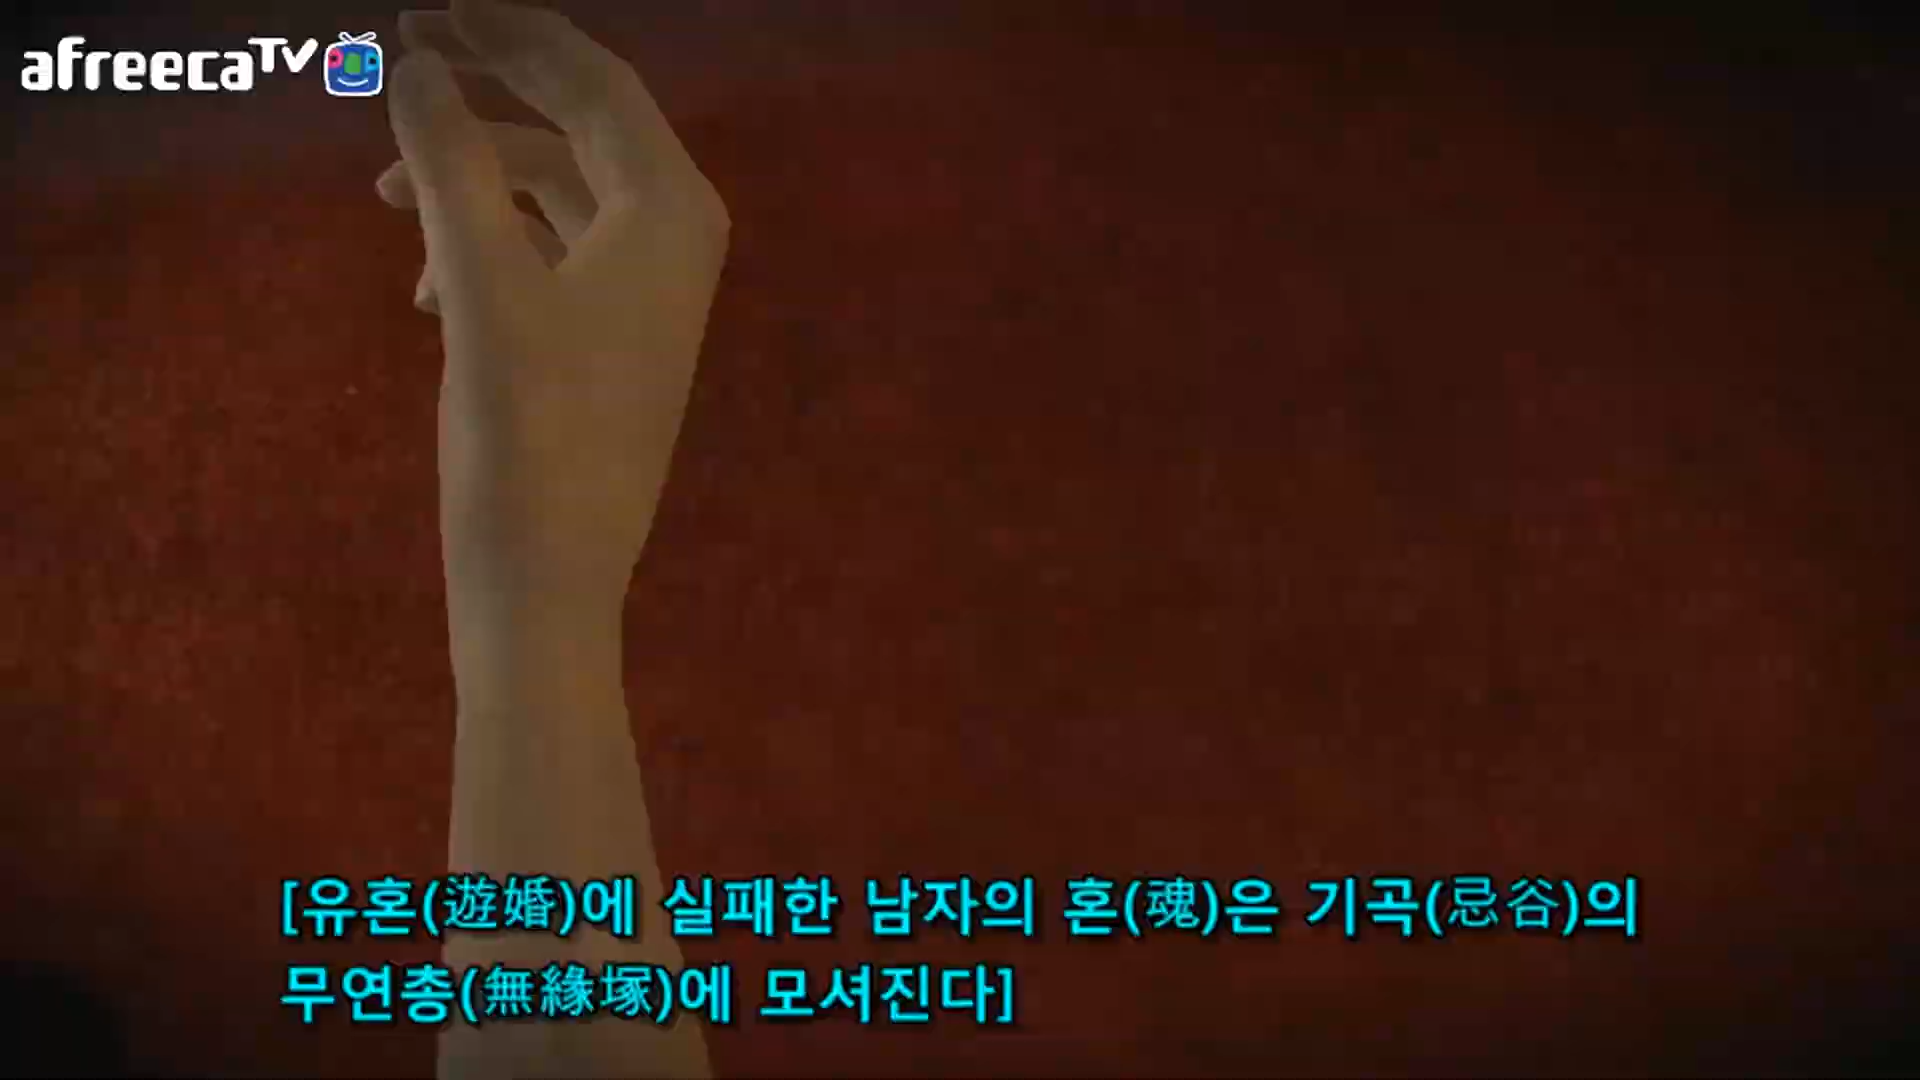 afreecaTV
[유혼(遊婚)에 실패한 남자의 혼(魂)은 기곡(忌谷)의
무연총(無緣塚)에 모셔진다]